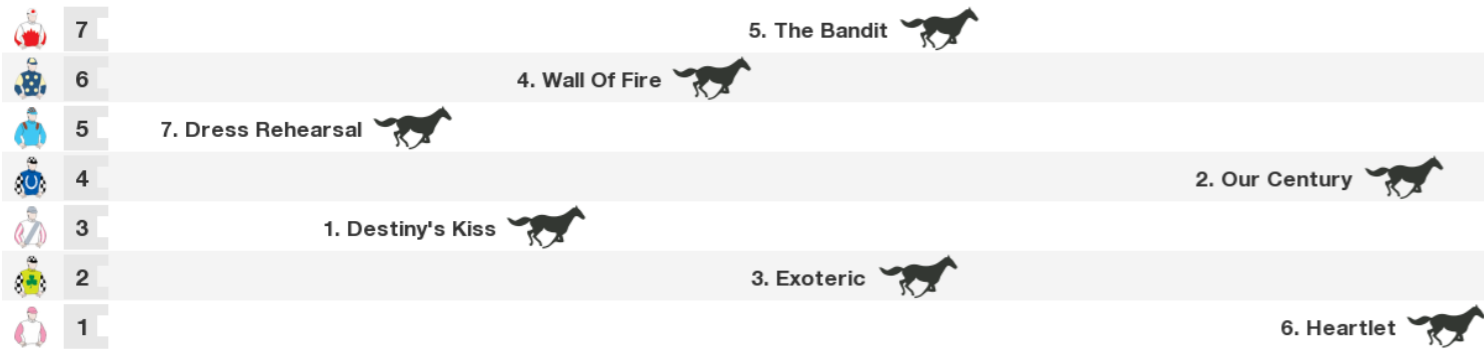 7 5. The Bandit
6 4. Wall Of Fire
5 7. Dress Rehearsal
4 2. Our Century
3 1. Destiny's Kiss
2 3. Exoteric
1 6. Heartlet